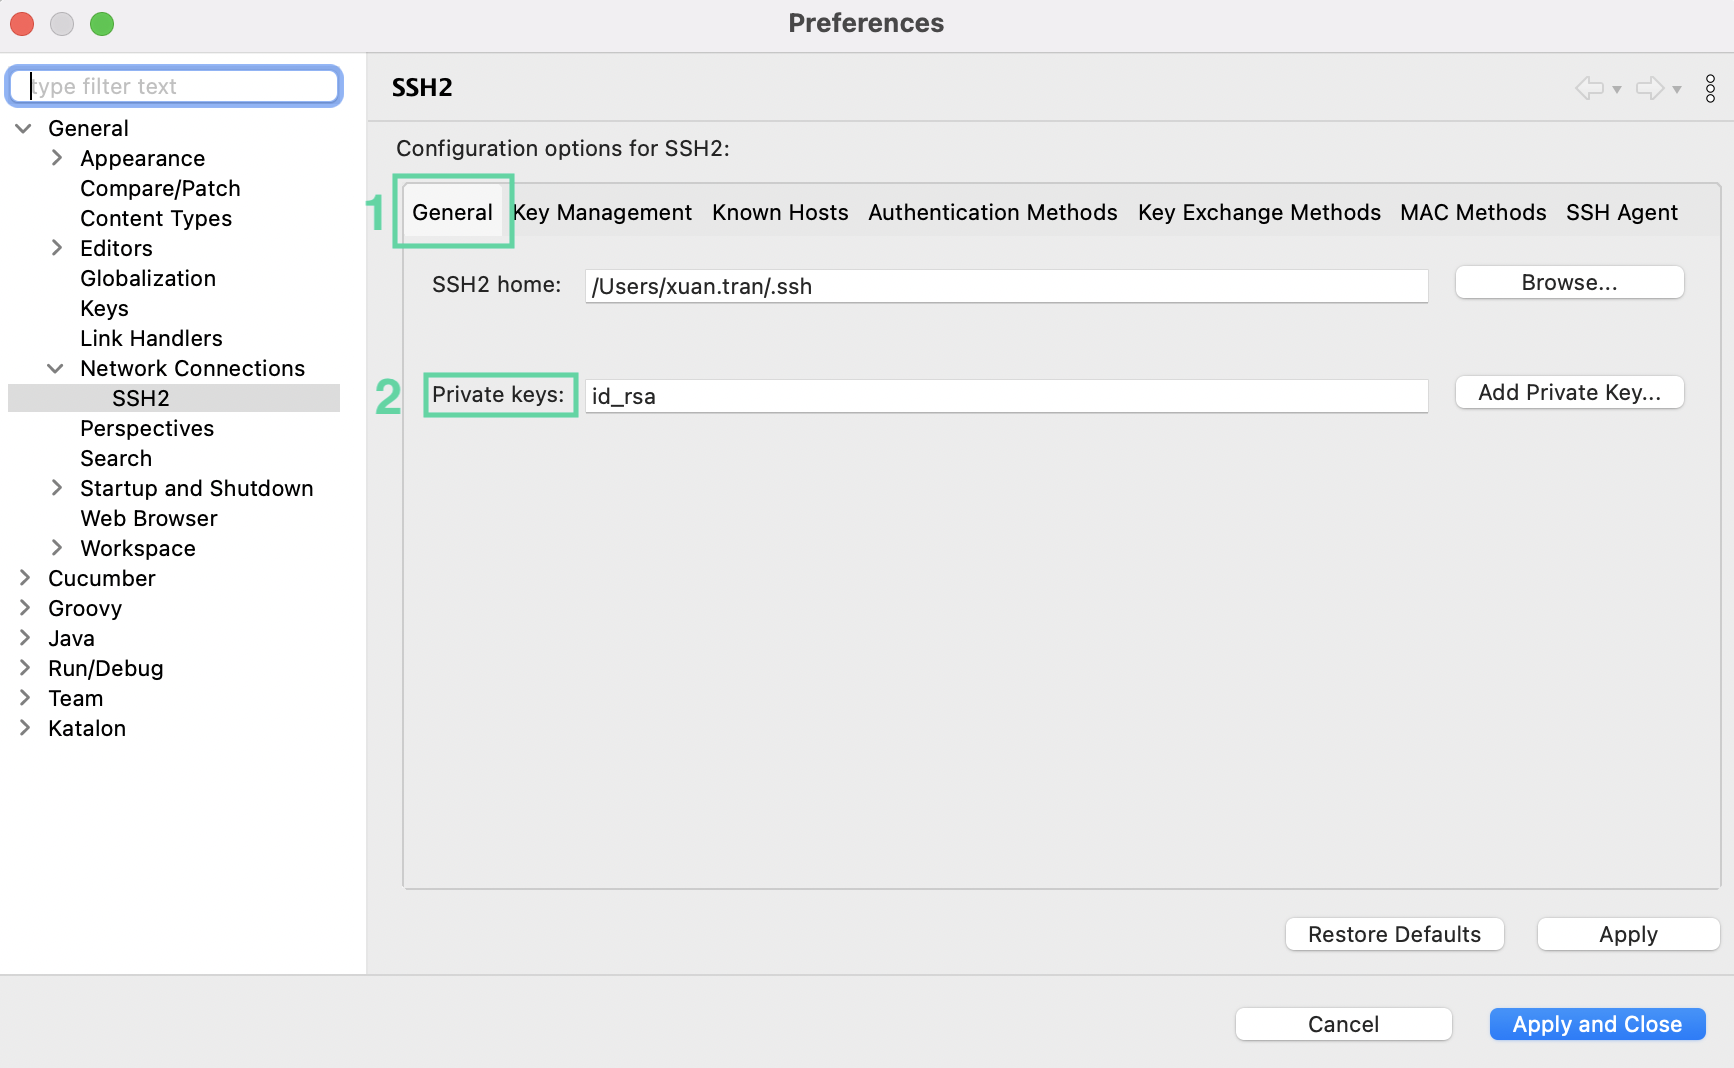 Preferences
type filter text
General
Appearance
Compare/Patch
Content Types
Editors
Globalization
Keys
Link Handlers
Network Connections
SSH2
Perspectives
Search
Startup and Shutdown
Web Browser
Workspace
Cucumber
Groovy
Java
Run/Debug
Team
Katalon
SSH2
Configuration options for SSH2:
1 General Key Management Known Hosts Authentication Methods Key Exchange Methods MAC Methods SSH Agent
SSH2 home: /Users/xuan.tran/.ssh Browse...
2 Private keys: id_rsa Add Private Key...
Restore Defaults Apply
Cancel Apply and Close